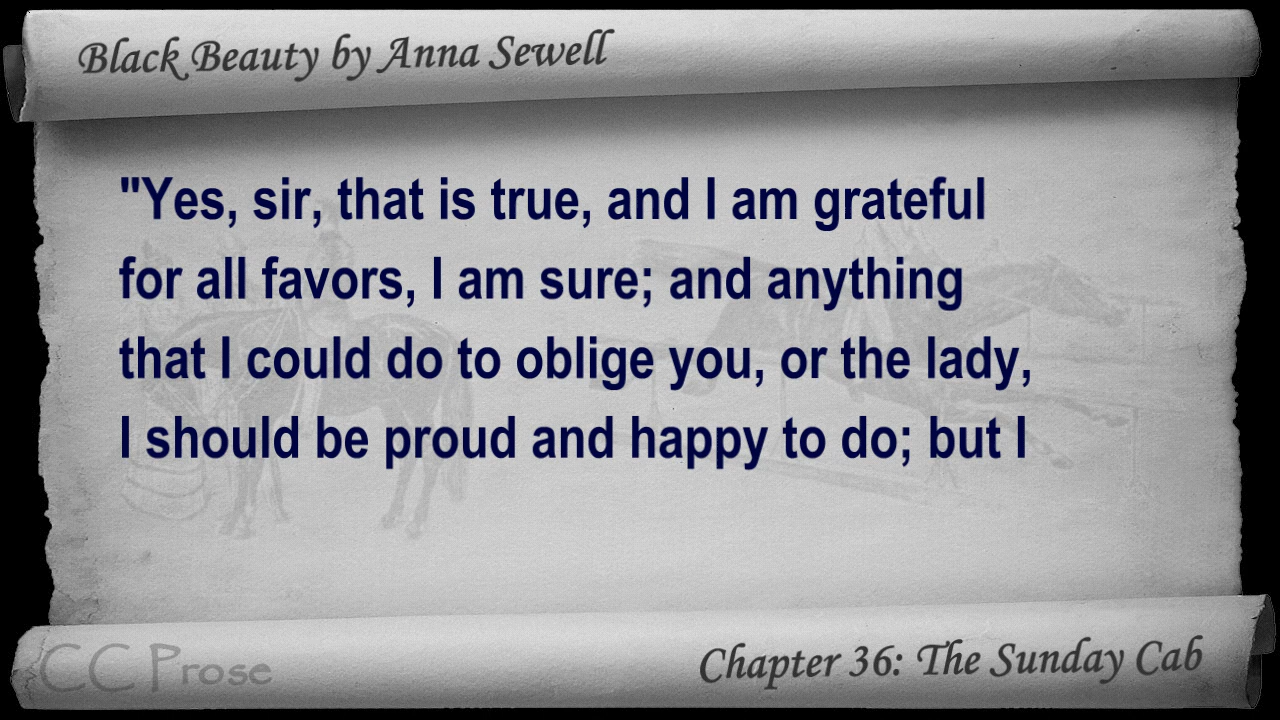 Black Beauty by Anna Sewell
"Yes, sir, that is true, and I am grateful
for all favors, I am sure; and anything
that I could do to oblige you, or the lady,
I should be proud and happy to do; but I
CC Prose
Chapter 36: The Sunday Cab